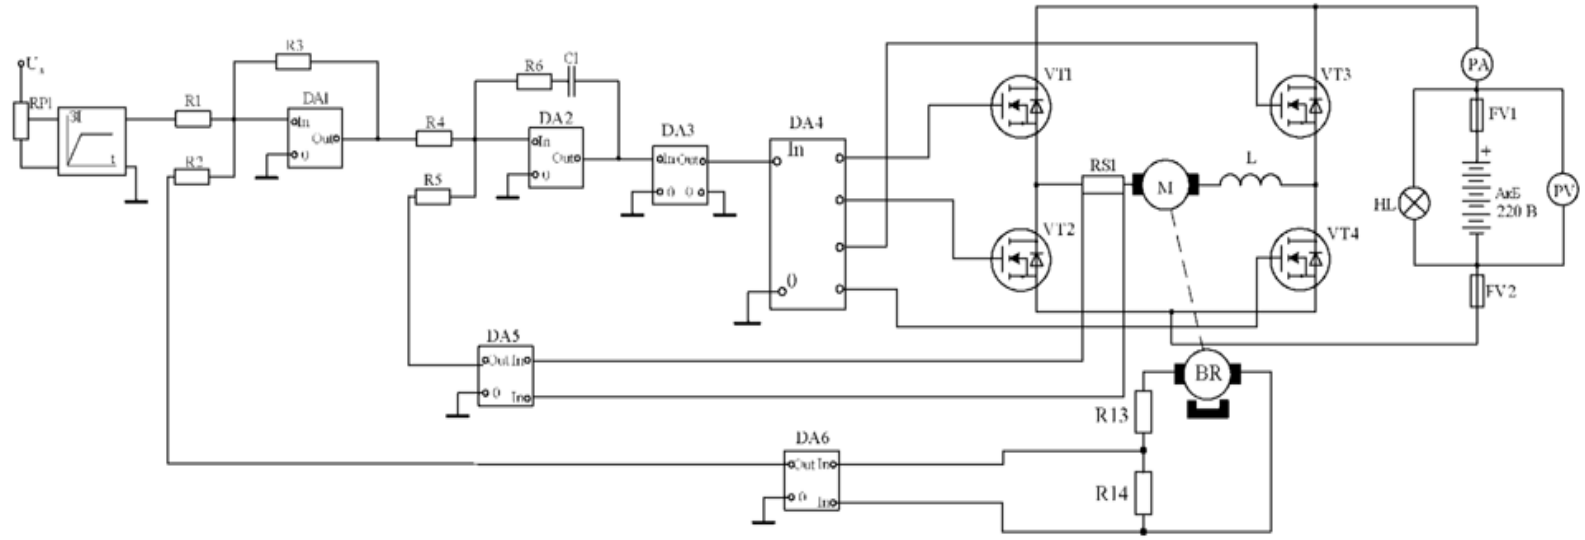 R3
C1
R6
U
RP1
ЗИ
t
R1
DA1
In
Out
0
R2
R4
In
DA2
Out
0
R5
DA3
In
Out
0
0
DA4
In
0
VT1
VT3
PA
FV1
RS1
M
L
+
АкБ
220 В
PV
HL
VT2
VT4
FV2
DA5
Out
In
0
In
BR
R13
DA6
Out
In
0
In
R14